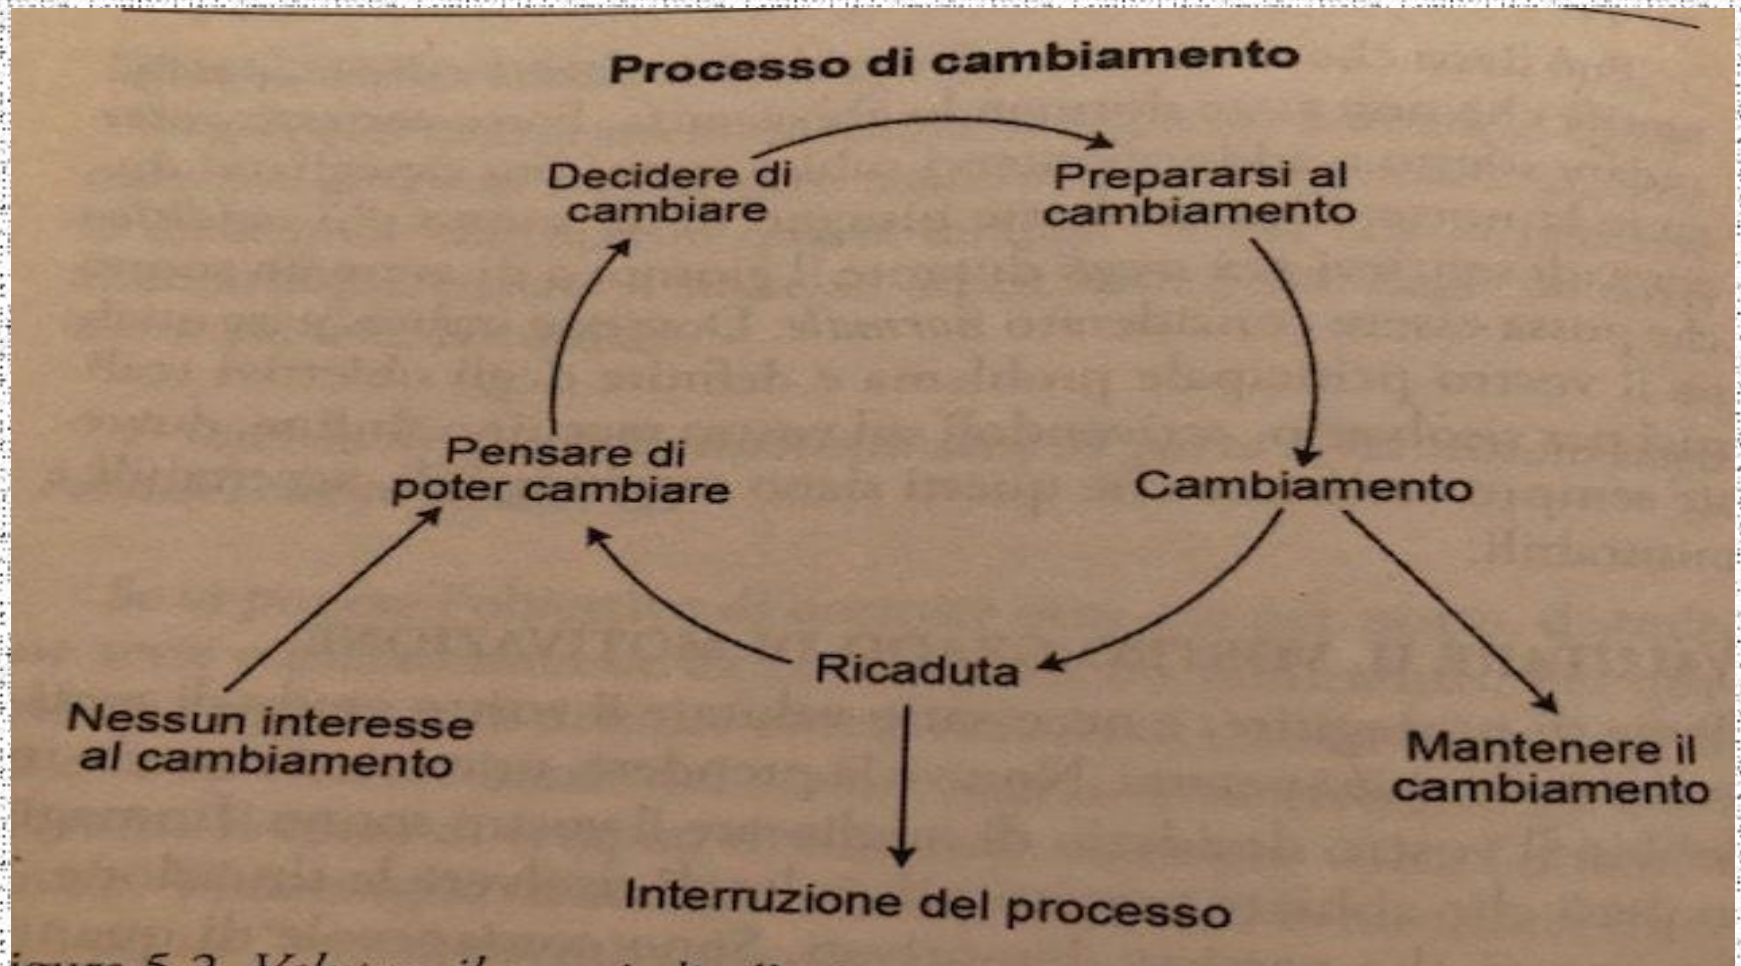 Processo di cambiamento
Decidere di
cambiare
Prepararsi al
cambiamento
Pensare di
poter cambiare
Cambiamento
Ricaduta
Nessun interesse
al cambiamento
Mantenere il
cambiamento
Interruzione del processo